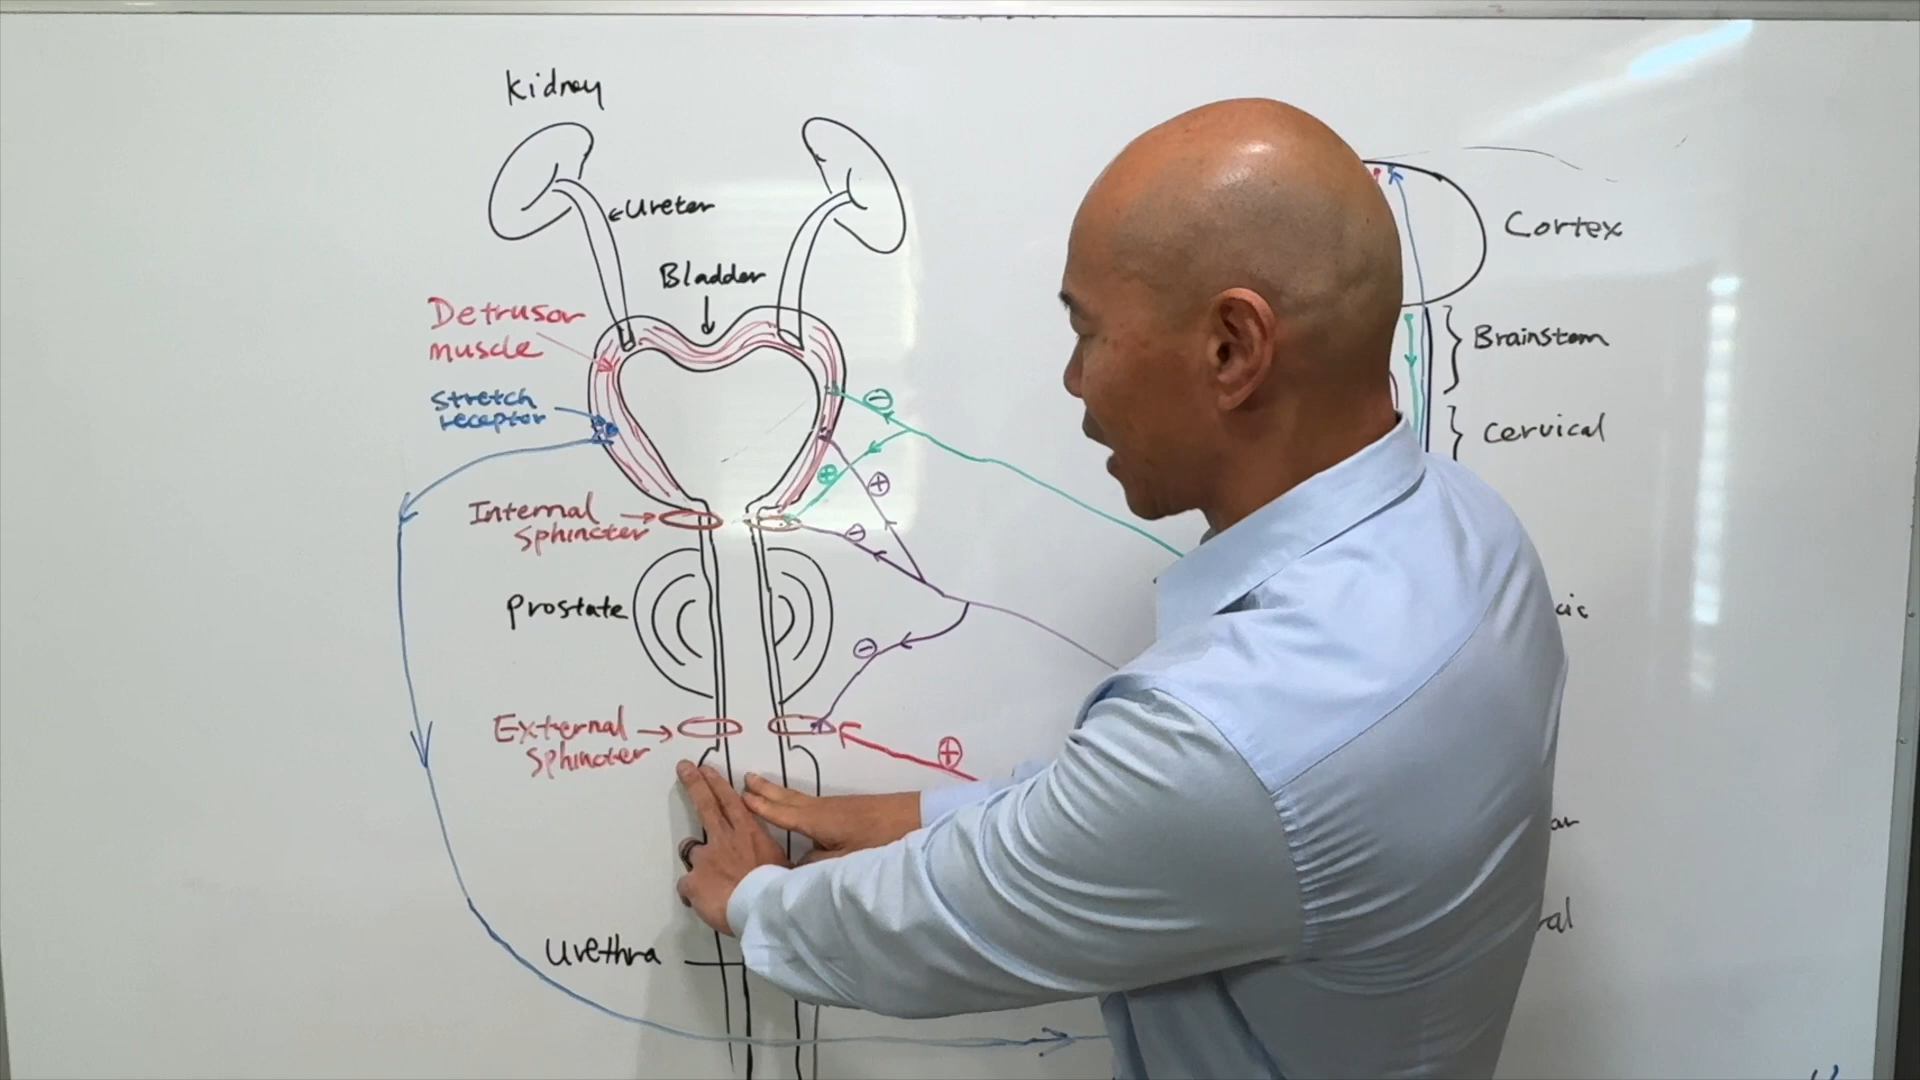 Kidney
Ureter
Bladder
Detrusor
muscle
Stretch
receptor
Internal
Sphincter
Prostate
External
Sphincter
Urethra
⊖
⊕
⊕
⊖
⊖
⊕
Cortex
Brainstem
Cervical